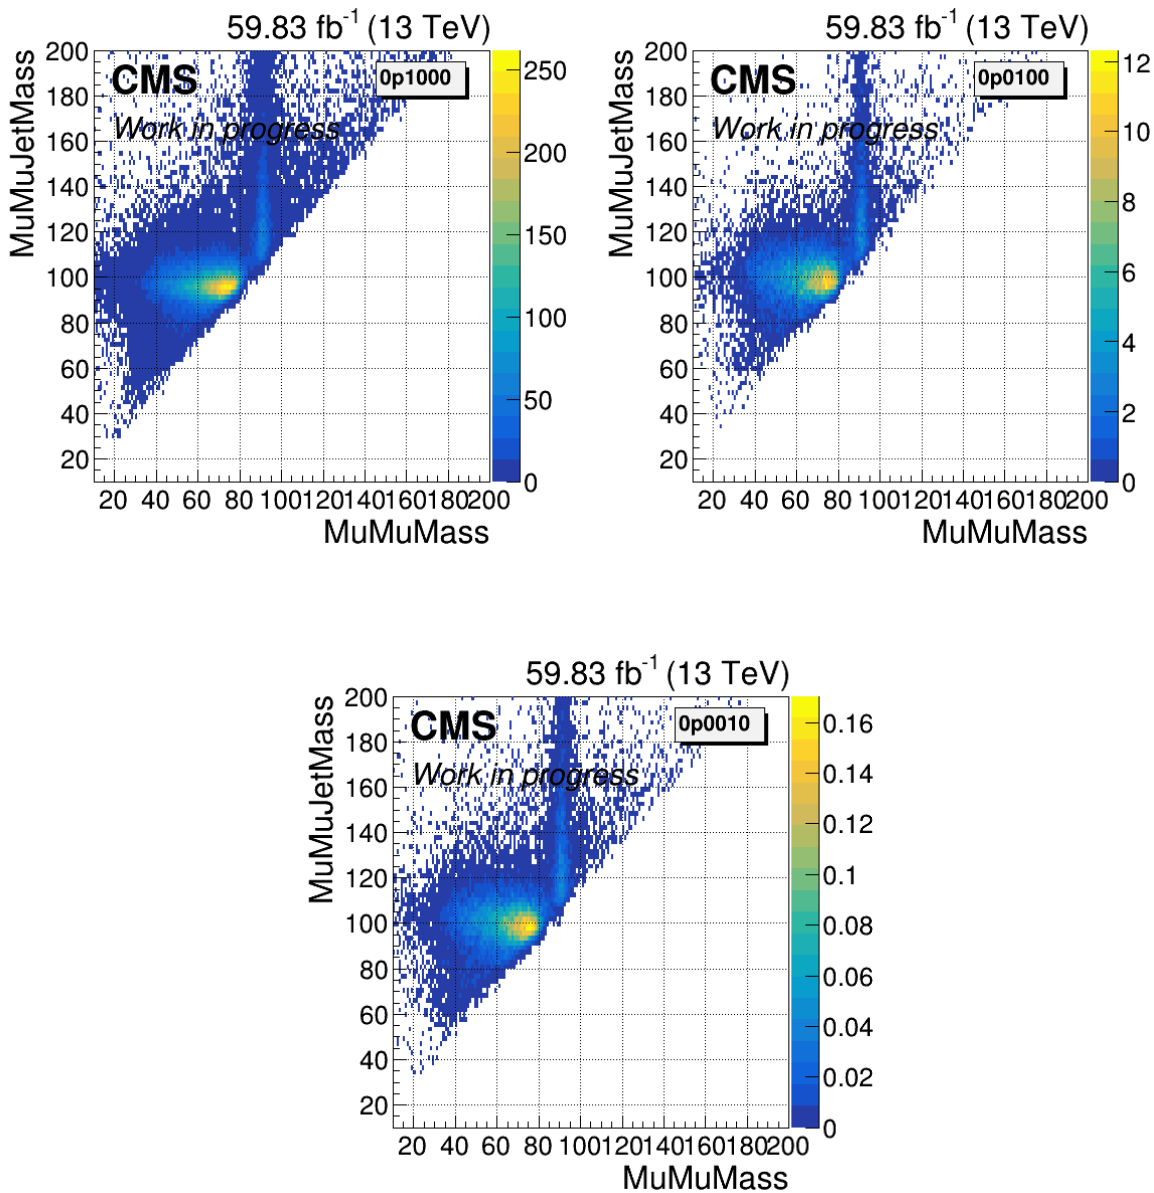 59.83 fb-1 (13 TeV)
CMS
Work in progress
0p1000
MuMuJetMass
200
180
160
140
120
100
80
60
40
20
20 40 60 80 100120140160180200
MuMuMass
250
200
150
100
50
0
59.83 fb-1 (13 TeV)
CMS
Work in progress
0p0100
MuMuJetMass
200
180
160
140
120
100
80
60
40
20
20 40 60 80 100120140160180200
MuMuMass
12
10
8
6
4
2
0
59.83 fb-1 (13 TeV)
CMS
Work in progress
0p0010
MuMuJetMass
200
180
160
140
120
100
80
60
40
20
20 40 60 80 100120140160180200
MuMuMass
0.16
0.14
0.12
0.1
0.08
0.06
0.04
0.02
0